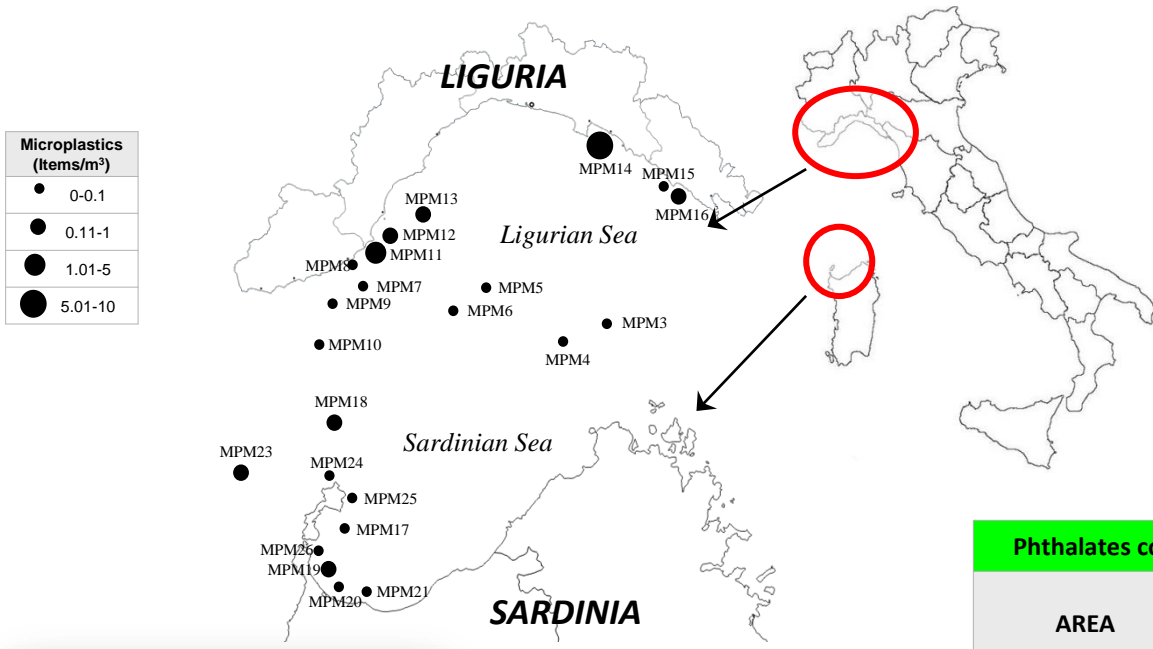 LIGURIA
Microplastics
(Items/m³)
0-0.1
0.11-1
1.01-5
5.01-10
MPM14
MPM15
MPM16
MPM13
MPM12
MPM11
Ligurian Sea
MPM8
MPM7
MPM5
MPM9
MPM6
MPM3
MPM10
MPM4
MPM18
Sardinian Sea
MPM23
MPM24
MPM25
MPM17
MPM26
MPM19
MPM20
MPM21
SARDINIA
Phthalates co
AREA